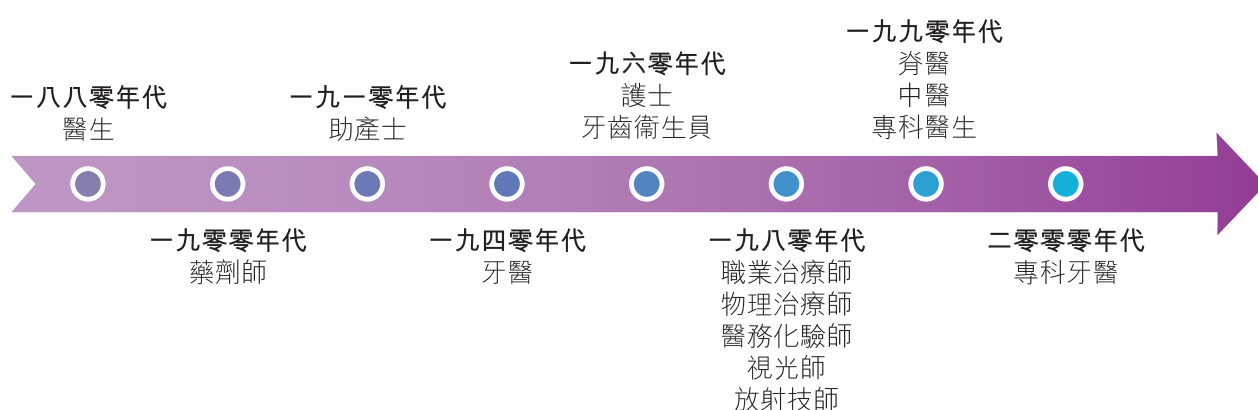 一八八零年代
醫生
一九零零年代
藥劑師
一九一零年代
助產士
一九四零年代
牙醫
一九六零年代
護士
牙齒衞生員
一九八零年代
職業治療師
物理治療師
醫務化驗師
視光師
放射技師
一九九零年代
脊醫
中醫
專科醫生
二零零零年代
專科牙醫